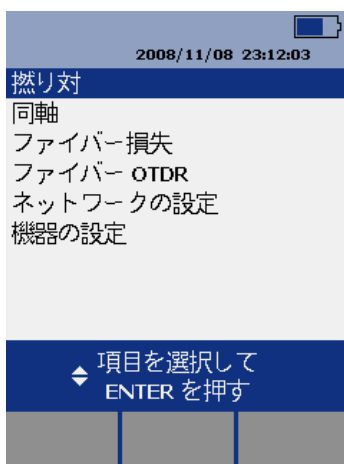 2008/11/08 23:12:03
撚り対
同軸
ファイバー損失
ファイバー OTDR
ネットワークの設定
機器の設定
項目を選択して
ENTER を押す